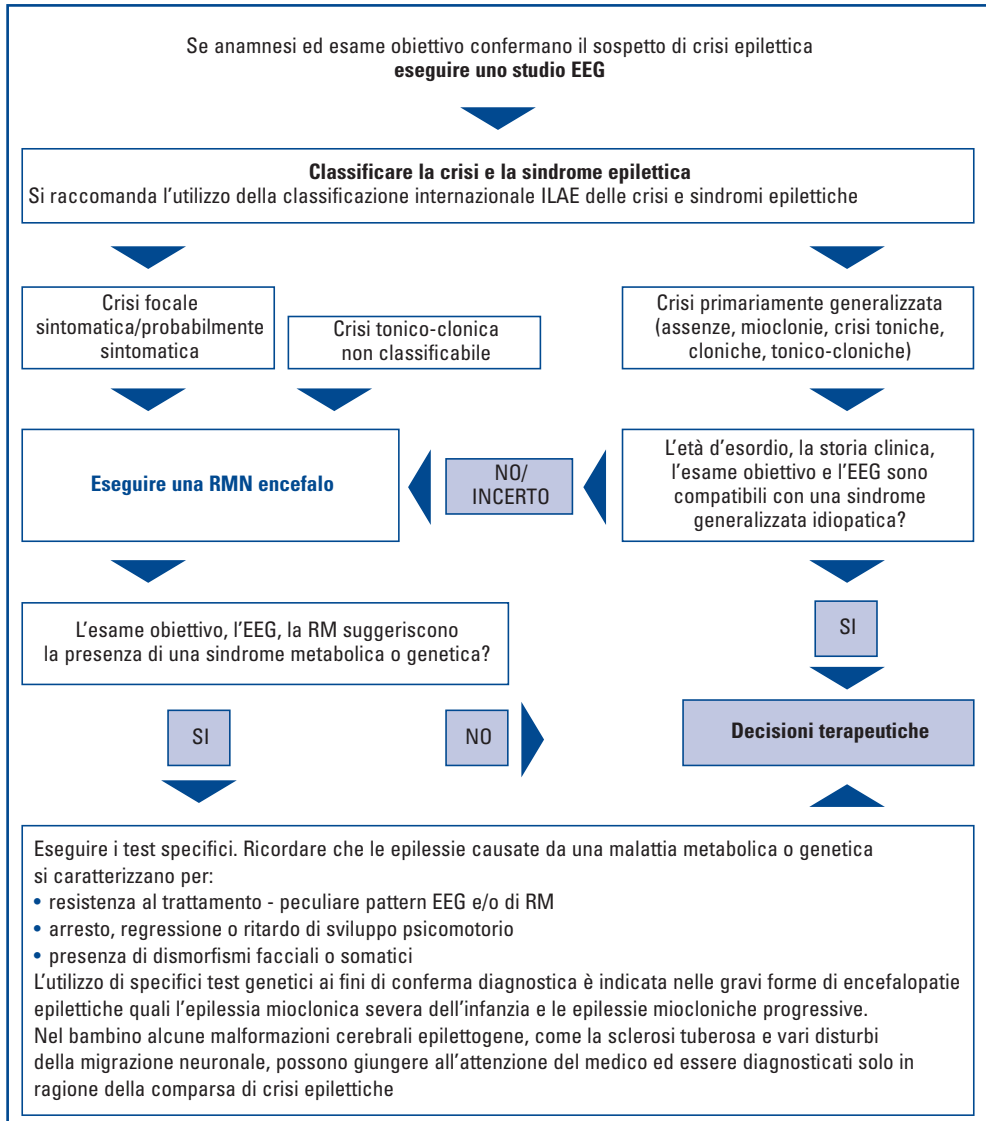 Se anamnesi ed esame obiettivo confermano il sospetto di crisi epilettica
eseguire uno studio EEG
Classificare la crisi e la sindrome epilettica
Si raccomanda l'utilizzo della classificazione internazionale ILAE delle crisi e sindromi epilettiche
Crisi focale
sintomatica/probabilmente
sintomatica
Crisi tonico-clonica
non classificabile
Crisi primariamente generalizzata
(assenze, mioclonie, crisi toniche,
cloniche, tonico-cloniche)
Eseguire una RMN encefalo
NO/
INCERTO
L'età d'esordio, la storia clinica,
l'esame obiettivo e l'EEG sono
compatibili con una sindrome
generalizzata idiopatica?
L'esame obiettivo, l'EEG, la RM suggeriscono
la presenza di una sindrome metabolica o genetica?
SI
SI
NO
Decisioni terapeutiche
Eseguire i test specifici. Ricordare che le epilessie causate da una malattia metabolica o genetica
si caratterizzano per:
• resistenza al trattamento - peculiare pattern EEG e/o di RM
• arresto, regressione o ritardo di sviluppo psicomotorio
• presenza di dismorfismi facciali o somatici
L'utilizzo di specifici test genetici ai fini di conferma diagnostica è indicata nelle gravi forme di encefalopatie
epilettiche quali l'epilessia mioclonica severa dell'infanzia e le epilessie miocloniche progressive.
Nel bambino alcune malformazioni cerebrali epilettogene, come la sclerosi tuberosa e vari disturbi
della migrazione neuronale, possono giungere all'attenzione del medico ed essere diagnosticati solo in
ragione della comparsa di crisi epilettiche